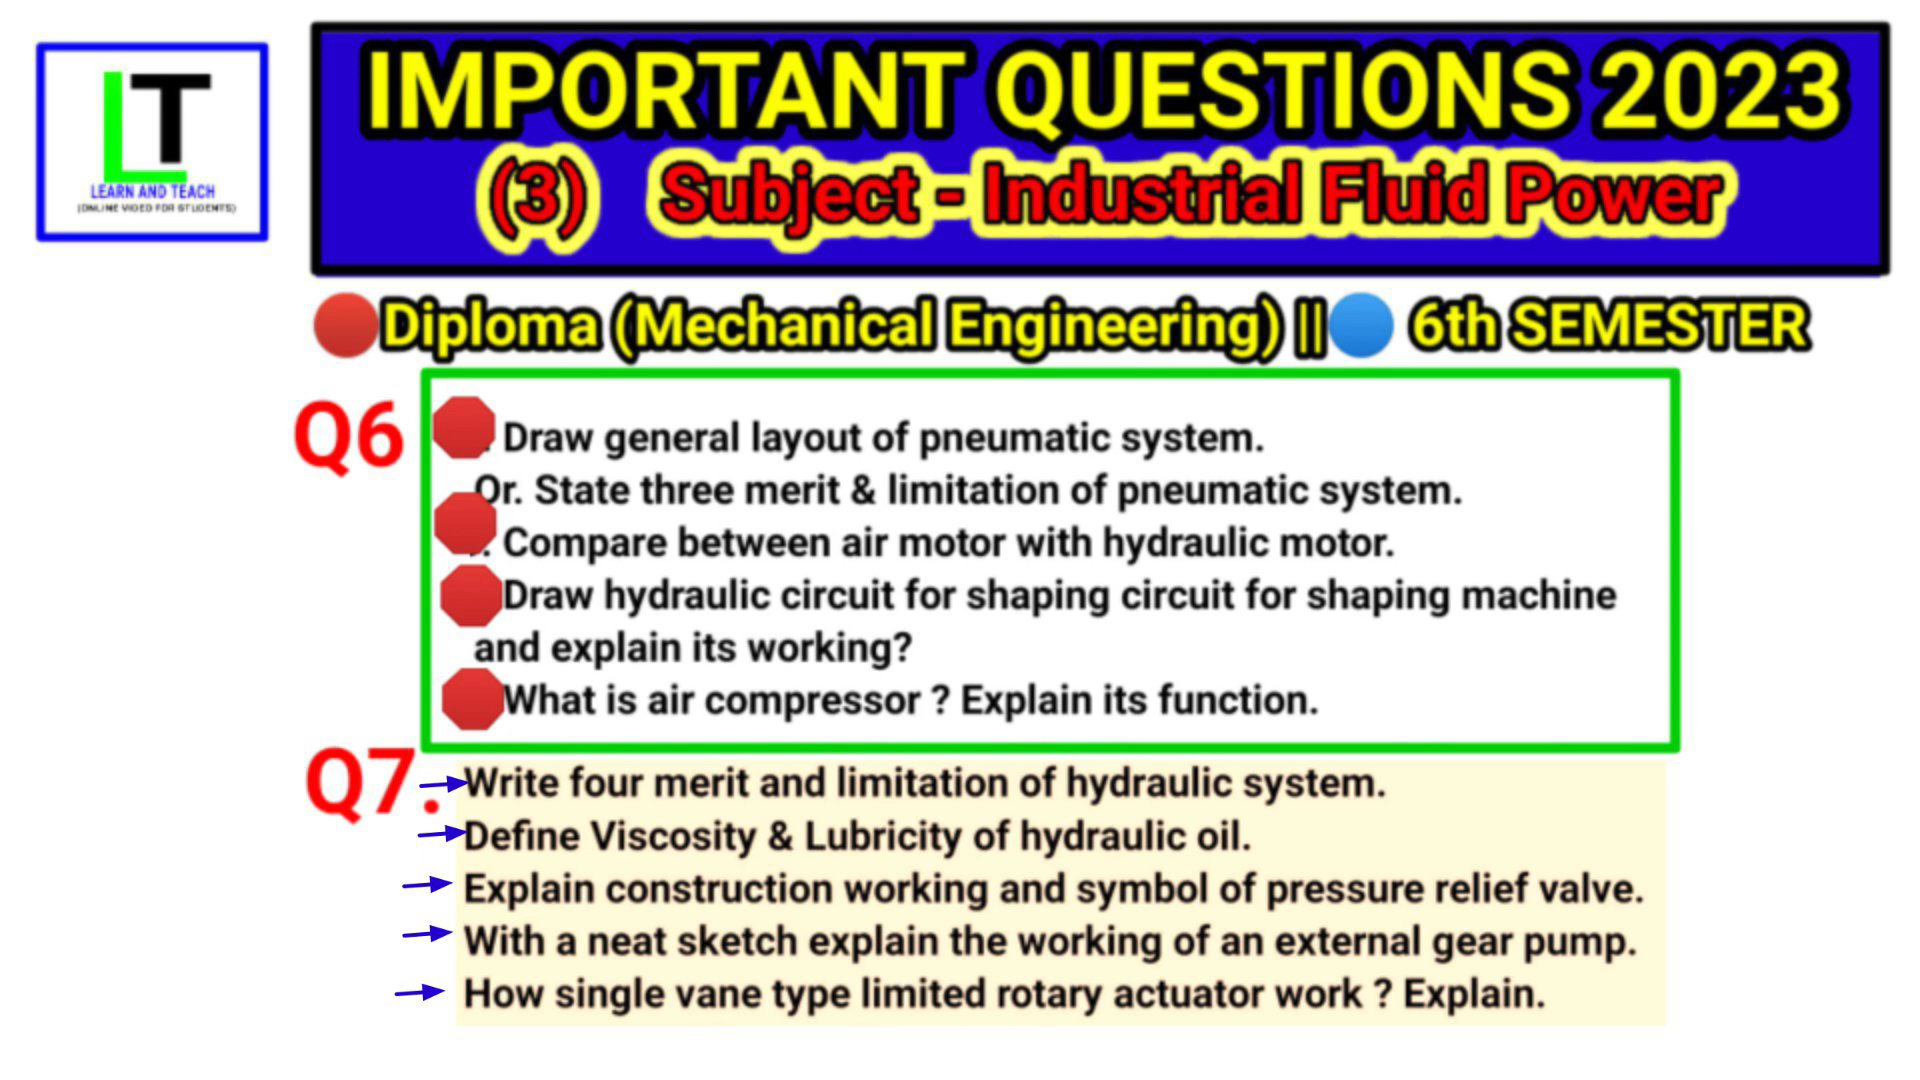 LT
LEARN AND TEACH
(ONLINE VIDEO FOR STUDENTS)
IMPORTANT QUESTIONS 2023
(3) Subject - Industrial Fluid Power
Diploma (Mechanical Engineering) || 6th SEMESTER
Q6
. Draw general layout of pneumatic system.
Or. State three merit & limitation of pneumatic system.
. Compare between air motor with hydraulic motor.
Draw hydraulic circuit for shaping circuit for shaping machine
and explain its working?
What is air compressor ? Explain its function.
Q7.
Write four merit and limitation of hydraulic system.
Define Viscosity & Lubricity of hydraulic oil.
Explain construction working and symbol of pressure relief valve.
With a neat sketch explain the working of an external gear pump.
How single vane type limited rotary actuator work ? Explain.